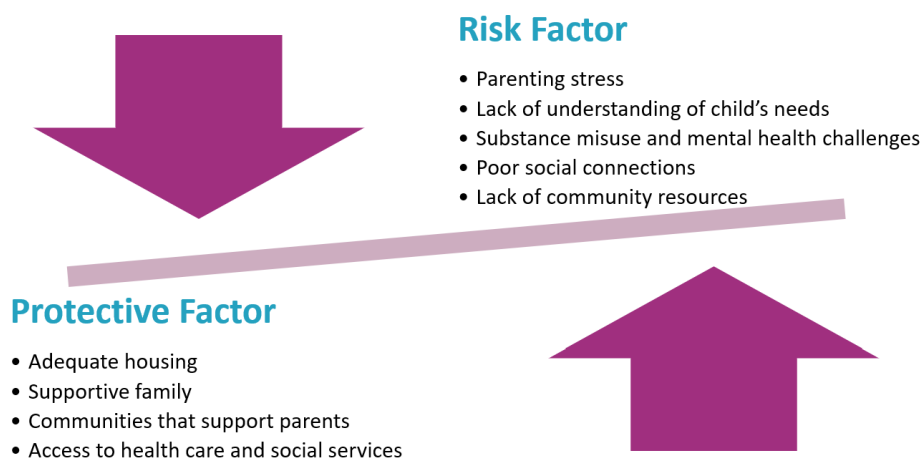 Risk Factor
• Parenting stress
• Lack of understanding of child’s needs
• Substance misuse and mental health challenges
• Poor social connections
• Lack of community resources
Protective Factor
• Adequate housing
• Supportive family
• Communities that support parents
• Access to health care and social services